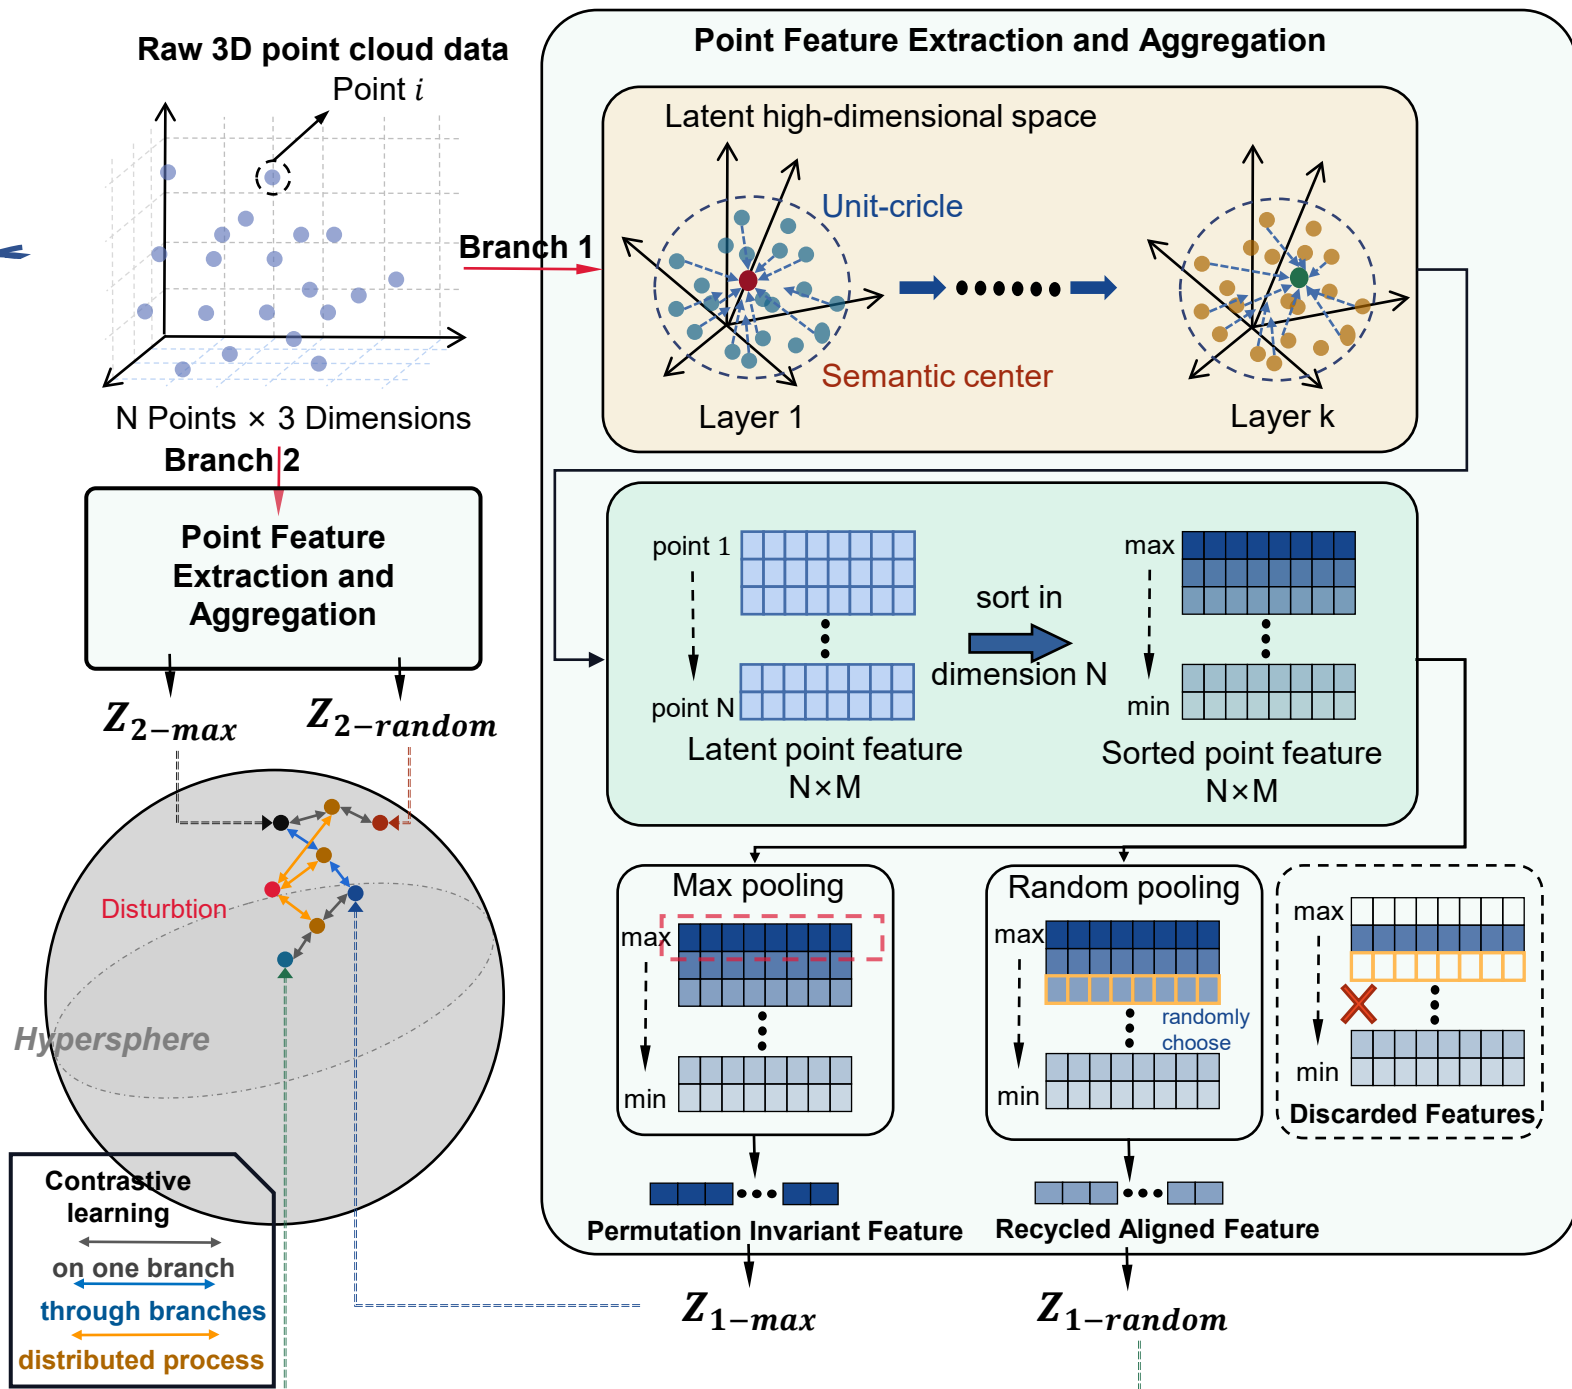 Raw 3D point cloud data
Point i
N Points × 3 Dimensions
Branch 1
Branch 2
Point Feature
Extraction and
Aggregation
Z2−max
Z2−random
Disturbtion
Hypersphere
Contrastive
learning
on one branch
through branches
distributed process
Point Feature Extraction and Aggregation
Latent high-dimensional space
Unit-cricle
Semantic center
Layer 1
Layer k
point 1
point N
Latent point feature
N×M
sort in
dimension N
max
min
Sorted point feature
N×M
Max pooling
max
min
Random pooling
max
randomly
choose
min
max
min
Discarded Features
Permutation Invariant Feature
Recycled Aligned Feature
Z1−max
Z1−random